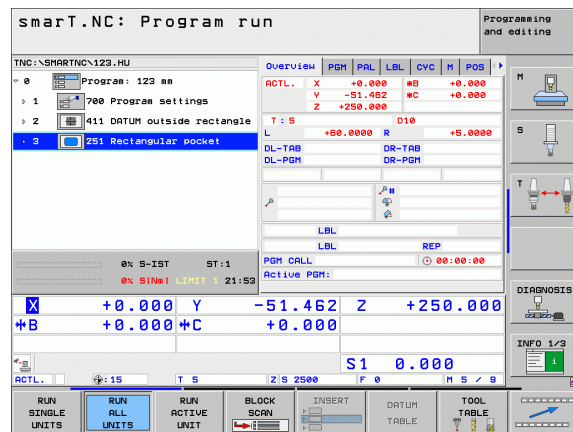 smarT.NC: Program run
Programming
and editing
TNC:\SMARTNC\123.HU
0 Program: 123 mm
1 700 Program settings
2 411 DATUM outside rectangle
3 251 Rectangular pocket
Overview PGM PAL LBL CYC M POS
ACTL. X +0.000 *B +0.000
Y -51.462 *C +0.000
Z +250.000
T : 5 D10
L +60.0000 R +5.0000
DL-TAB DR-TAB
DL-PGM DR-PGM
LBL
LBL REP
PGM CALL 00:00:00
Active PGM:
0% S-IST ST:1
0% S[Nm] LIMIT 1 21:53
X +0.000 Y -51.462 Z +250.000
*B +0.000 *C +0.000
S1 0.000
ACTL. :15 T 5 Z S 2500 F 0 M 5 / 9
M
S
T
DIAGNOSIS
INFO 1/3
RUN
SINGLE
UNITS
RUN
ALL
UNITS
RUN
ACTIVE
UNIT
BLOCK
SCAN
INSERT
DATUM
TABLE
TOOL
TABLE